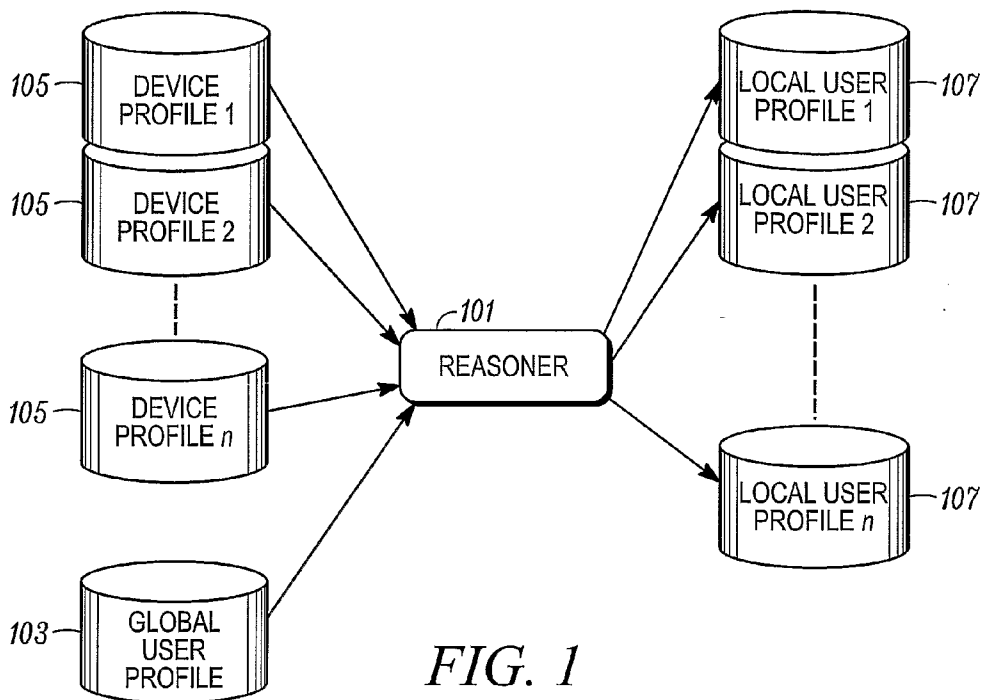 105
DEVICE
PROFILE 1
105
DEVICE
PROFILE 2
105
DEVICE
PROFILE n
103
GLOBAL
USER
PROFILE
101
REASONER
LOCAL USER
PROFILE 1
107
LOCAL USER
PROFILE 2
107
LOCAL USER
PROFILE n
107
FIG. 1